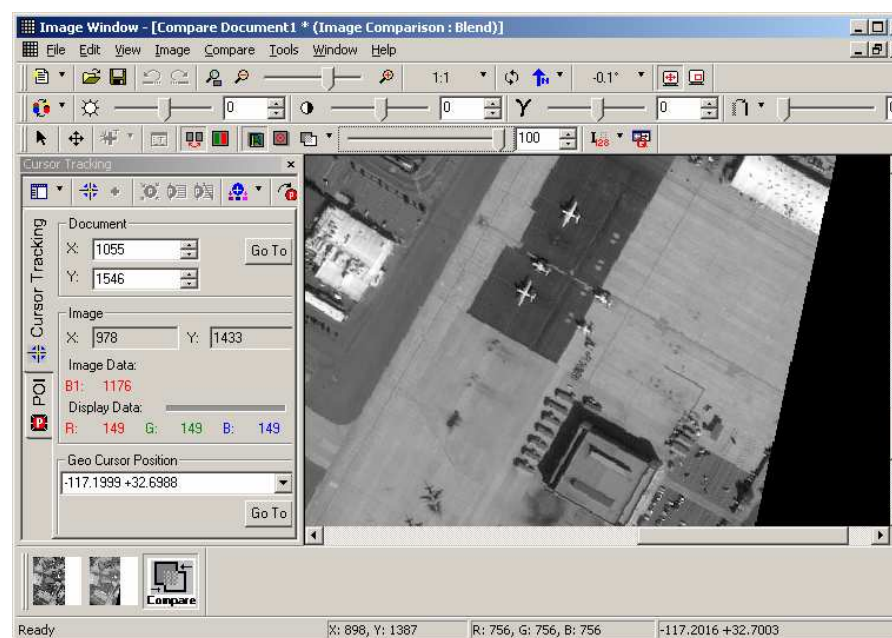 Image Window - [Compare Document1 * (Image Comparison : Blend)]
File Edit View Image Compare Tools Window Help
1:1 -0.1°
0 0 0
100 I128
Cursor Tracking
Document
X: 1055 Go To
Y: 1546
Cursor Tracking
POI
Image
X: 978 Y: 1433
Image Data:
B1: 1176
Display Data:
R: 149 G: 149 B: 149
Geo Cursor Position
-117.1999 +32.6988
Go To
Compare
Ready X: 898, Y: 1387 R: 756, G: 756, B: 756 -117.2016 +32.7003